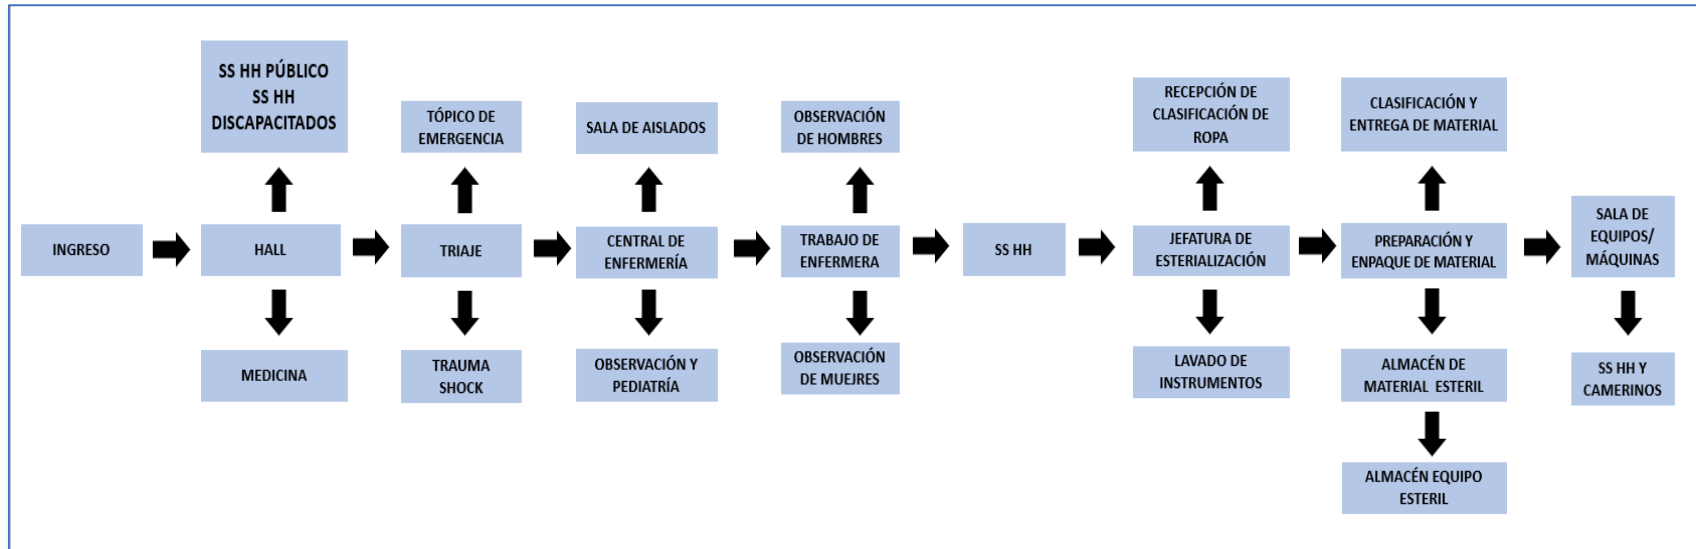 SS HH PÚBLICO
SS HH
DISCAPACITADOS
TÓPICO DE
EMERGENCIA
SALA DE AISLADOS
OBSERVACIÓN
DE HOMBRES
RECEPCIÓN DE
CLASIFICACIÓN DE
ROPA
CLASIFICACIÓN Y
ENTREGA DE MATERIAL
INGRESO
HALL
TRIAJE
CENTRAL DE
ENFERMERÍA
TRABAJO DE
ENFERMERA
SS HH
JEFATURA DE
ESTERIALIZACIÓN
PREPARACIÓN Y
ENPAQUE DE MATERIAL
SALA DE
EQUIPOS/
MÁQUINAS
MEDICINA
TRAUMA
SHOCK
OBSERVACIÓN Y
PEDIATRÍA
OBSERVACIÓN
DE MUEJRES
LAVADO DE
INSTRUMENTOS
ALMACÉN DE
MATERIAL ESTERIL
SS HH Y
CAMERINOS
ALMACÉN EQUIPO
ESTERIL